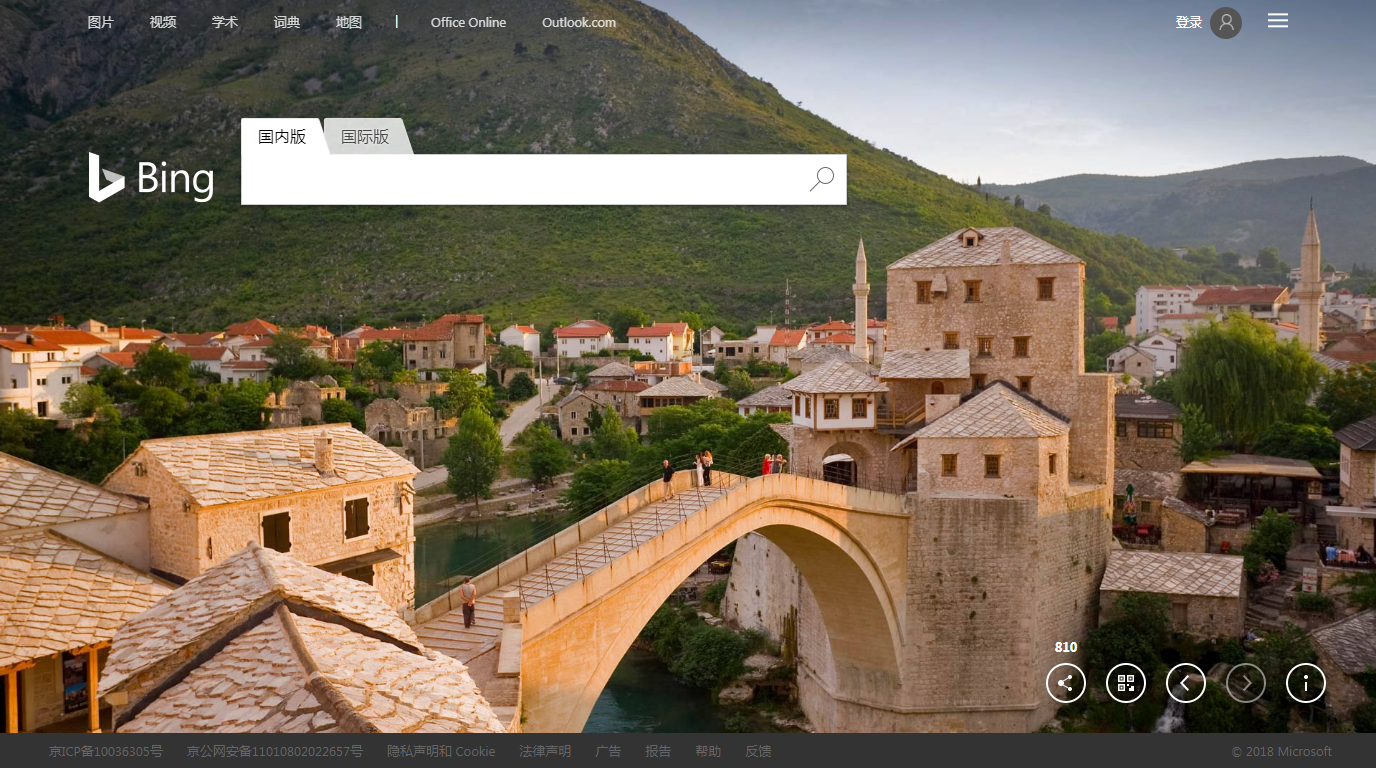 图片 视频 学术 词典 地图 | Office Online Outlook.com 登录
国内版 国际版
Bing
810
京ICP备10036305号 京公网安备11010802022657号 隐私声明和 Cookie 法律声明 广告 报告 帮助 反馈 © 2018 Microsoft